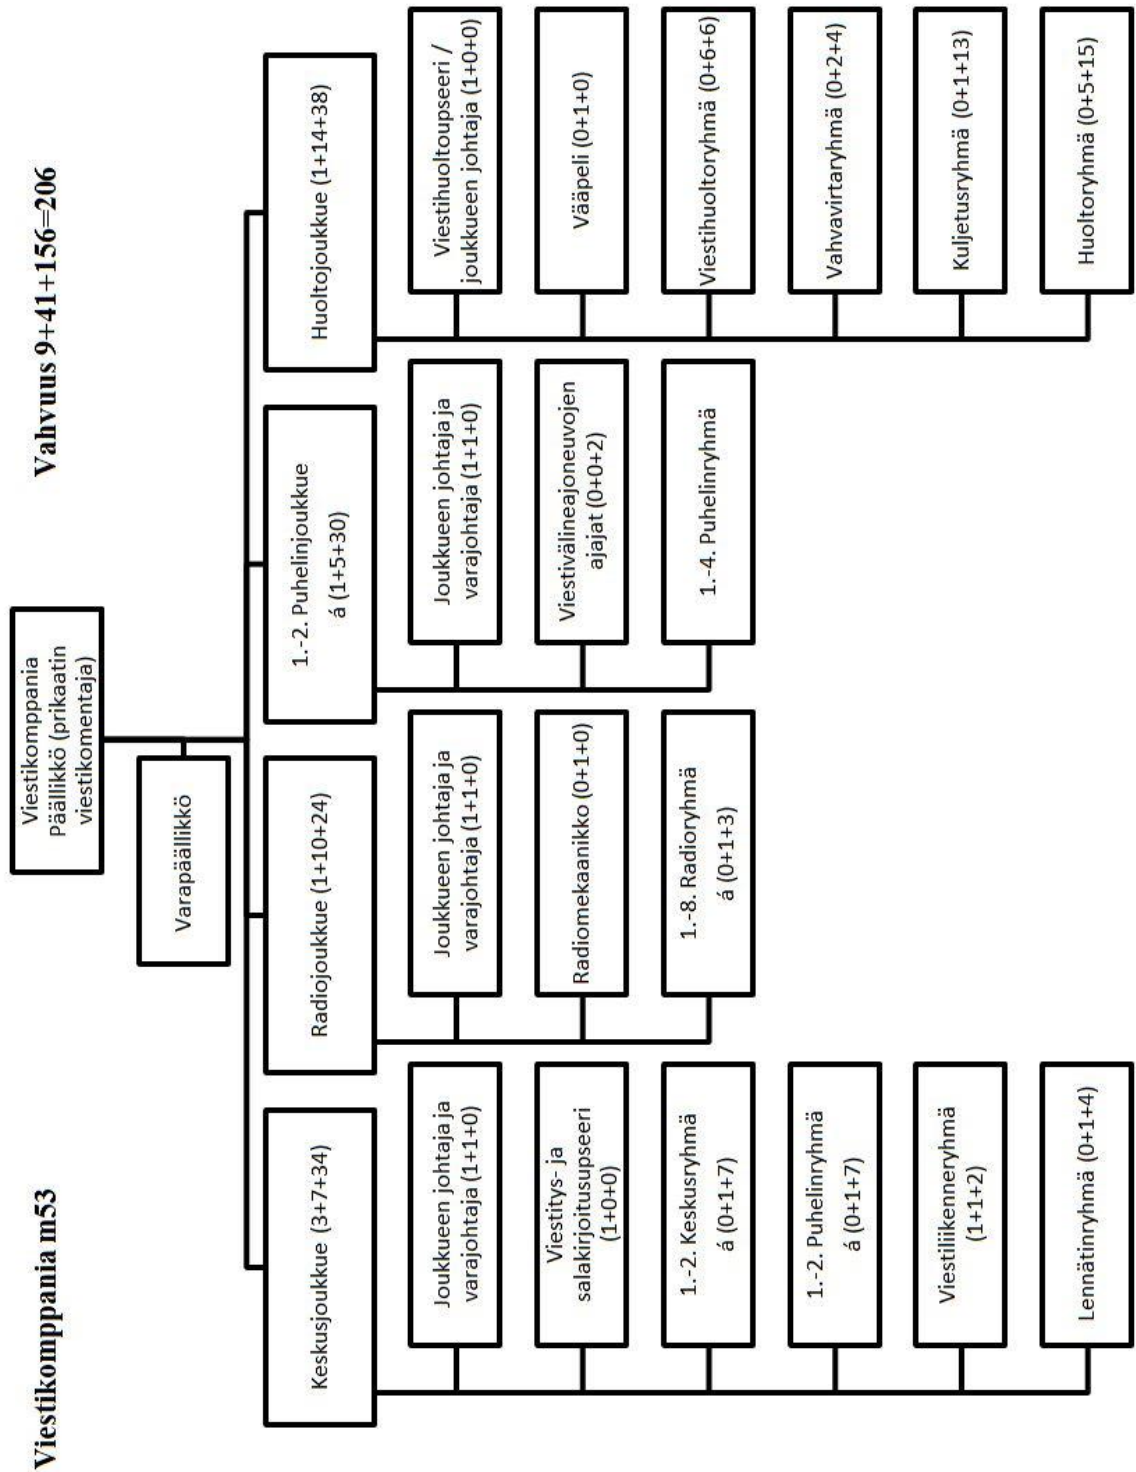 Viestikomppania m53
Vahvuus 9+41+156=206
Viestikomppania
Päällikkö (prikaatin
viestikomentaja)
Varapäällikkö
Keskusjoukkue (3+7+34)
Joukkueen johtaja ja
varajohtaja (1+1+0)
Viestitys- ja
salakirjoitusupseeri
(1+0+0)
1.-2. Keskusryhmä
á (0+1+7)
1.-2. Puhelinryhmä
á (0+1+7)
Viestiliikenneryhmä
(1+1+2)
Lennätinryhmä (0+1+4)
Radiojoukkue (1+10+24)
Joukkueen johtaja ja
varajohtaja (1+1+0)
Radiomekaanikko (0+1+0)
1.-8. Radioryhmä
á (0+1+3)
1.-2. Puhelinjoukkue
á (1+5+30)
Joukkueen johtaja ja
varajohtaja (1+1+0)
Viestivälineajoneuvojen
ajajat (0+0+2)
1.-4. Puhelinryhmä
Huoltojoukkue (1+14+38)
Viestihuoltoupseeri /
joukkueen johtaja (1+0+0)
Vääpeli (0+1+0)
Viestihuoltoryhmä (0+6+6)
Vahvavirtaryhmä (0+2+4)
Kuljetusryhmä (0+1+13)
Huoltoryhmä (0+5+15)